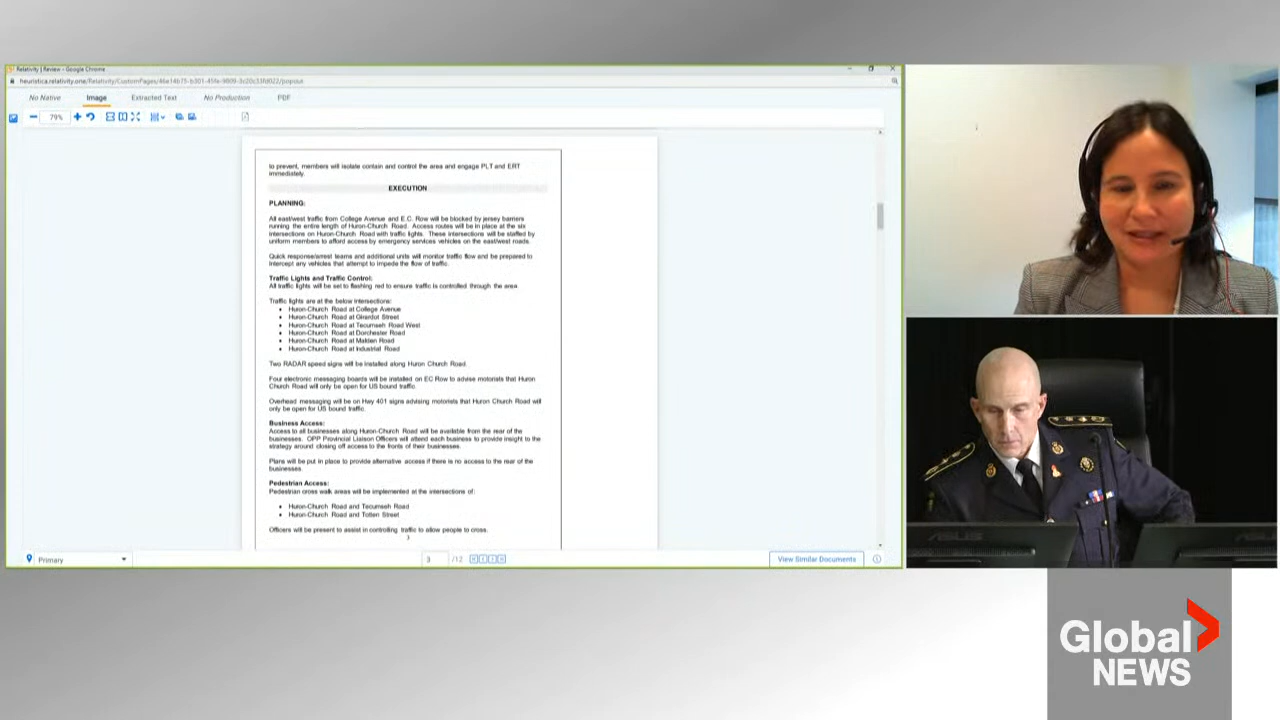 Relativity | Review - Google Chrome
No Native
Image
Extracted Text
No Production
PDF
79%
to prevent, members will isolate contain and control the area and engage PLT and ERT
immediately.
EXECUTION
PLANNING:
All east/west traffic from College Avenue and E.C. Row will be blocked by jersey barriers
running the entire length of Huron-Church Road. Access routes will be in place at the six
intersections on Huron-Church Road with traffic lights. These intersections will be staffed by
uniform members to afford access by emergency services vehicles on the east/west roads.
Quick response/arrest teams and additional units will monitor traffic flow and be prepared to
intercept any vehicles that attempt to impede the flow of traffic.
Traffic Lights and Traffic Control:
All traffic lights will be set to flashing red to ensure traffic is controlled through the area.
Traffic lights are at the below intersections:
• Huron-Church Road at College Avenue
• Huron-Church Road at Girardot Street
• Huron-Church Road at Tecumseh Road West
• Huron-Church Road at Dorchester Road
• Huron-Church Road at Malden Road
• Huron-Church Road at Industrial Road
Two RADAR speed signs will be installed along Huron Church Road.
Four electronic messaging boards will be installed on EC Row to advise motorists that Huron
Church Road will only be open for US bound traffic.
Overhead messaging will be on Hwy 401 signs advising motorists that Huron Church Road will
only be open for US bound traffic.
Business Access:
Access to all businesses along Huron-Church Road will be available from the rear of the
businesses. OPP Provincial Liaison Officers will attend each business to provide insight to the
strategy around closing off access to the fronts of their businesses.
Plans will be put in place to provide alternative access if there is no access to the rear of the
businesses.
Pedestrian Access:
Pedestrian cross walk areas will be implemented at the intersections of:
• Huron-Church Road and Tecumseh Road
• Huron-Church Road and Totten Street
Officers will be present to assist in controlling traffic to allow people to cross.
3
Primary
3 /12
View Similar Documents
Global
NEWS